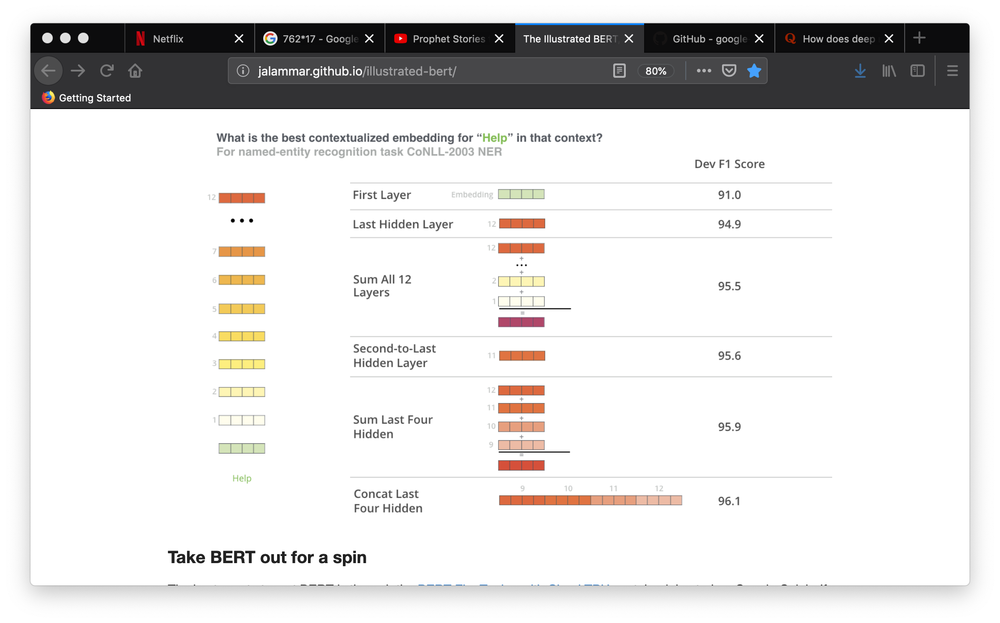 Netflix
762*17 - Google
Prophet Stories
The Illustrated BERT,
GitHub - google
How does deep
jalammar.github.io/illustrated-bert/
80%
Getting Started
What is the best contextualized embedding for “Help” in that context?
For named-entity recognition task CoNLL-2003 NER
Dev F1 Score
12
7
6
5
4
3
2
1
Help
First Layer Embedding 91.0
Last Hidden Layer 12 94.9
12
+
...
+
Sum All 12
Layers
2
+
1
=
95.5
Second-to-Last
Hidden Layer
11
95.6
12
+
11
+
Sum Last Four
Hidden
10
+
9
=
95.9
9 10 11 12
Concat Last
Four Hidden
96.1
Take BERT out for a spin